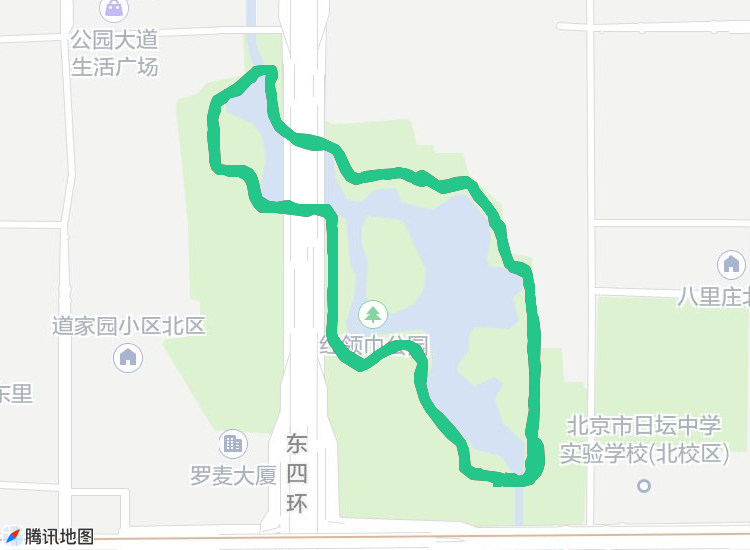 公园大道
生活广场
八里庄北
道家园小区北区
红领巾公园
东里
北京市日坛中学
实验学校(北校区)
罗麦大厦
东
四
环
腾讯地图